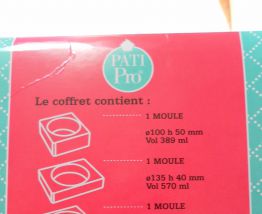 PATI
Pro®
Le coffret contient :
1 MOULE
ø100 h 50 mm
Vol 389 ml
1 MOULE
ø135 h 40 mm
Vol 570 ml
1 MOULE